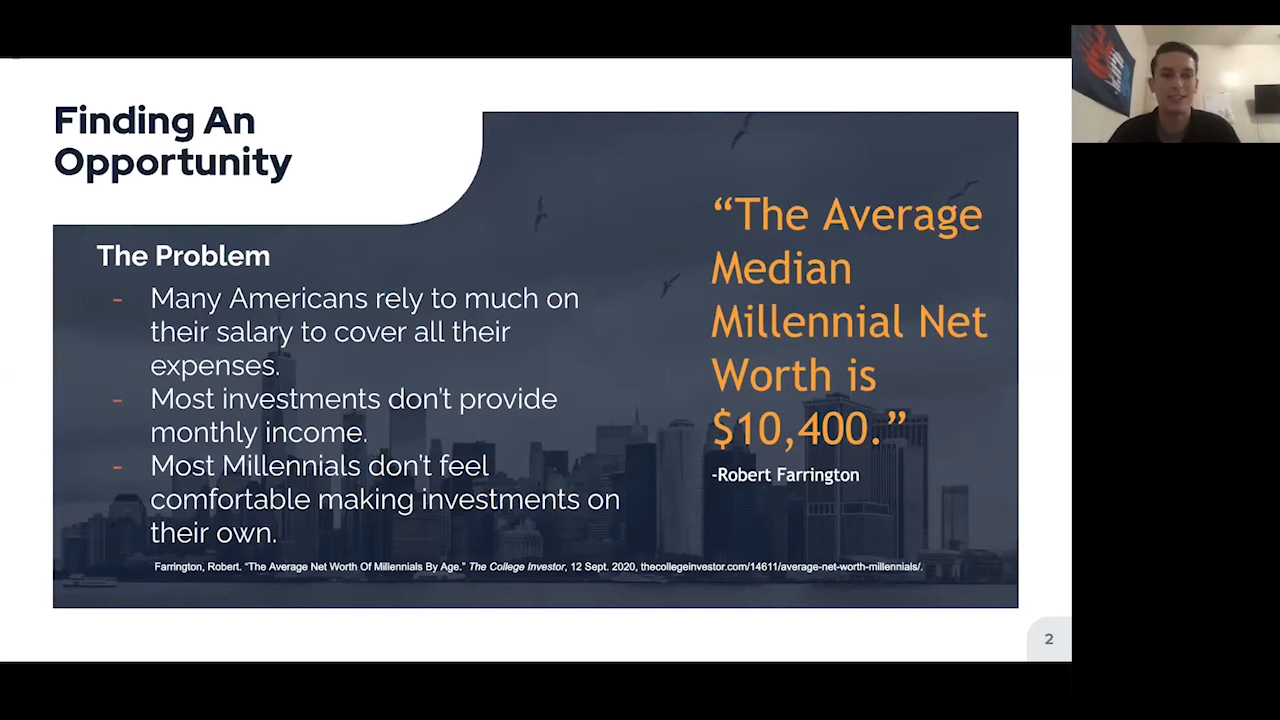 Finding An
Opportunity
The Problem
- Many Americans rely to much on
their salary to cover all their
expenses.
- Most investments don't provide
monthly income.
- Most Millennials don't feel
comfortable making investments on
their own.
“The Average
Median
Millennial Net
Worth is
$10,400.”
-Robert Farrington
Farrington, Robert. “The Average Net Worth Of Millennials By Age.” The College Investor, 12 Sept. 2020, thecollegeinvestor.com/14611/average-net-worth-millennials/.
2